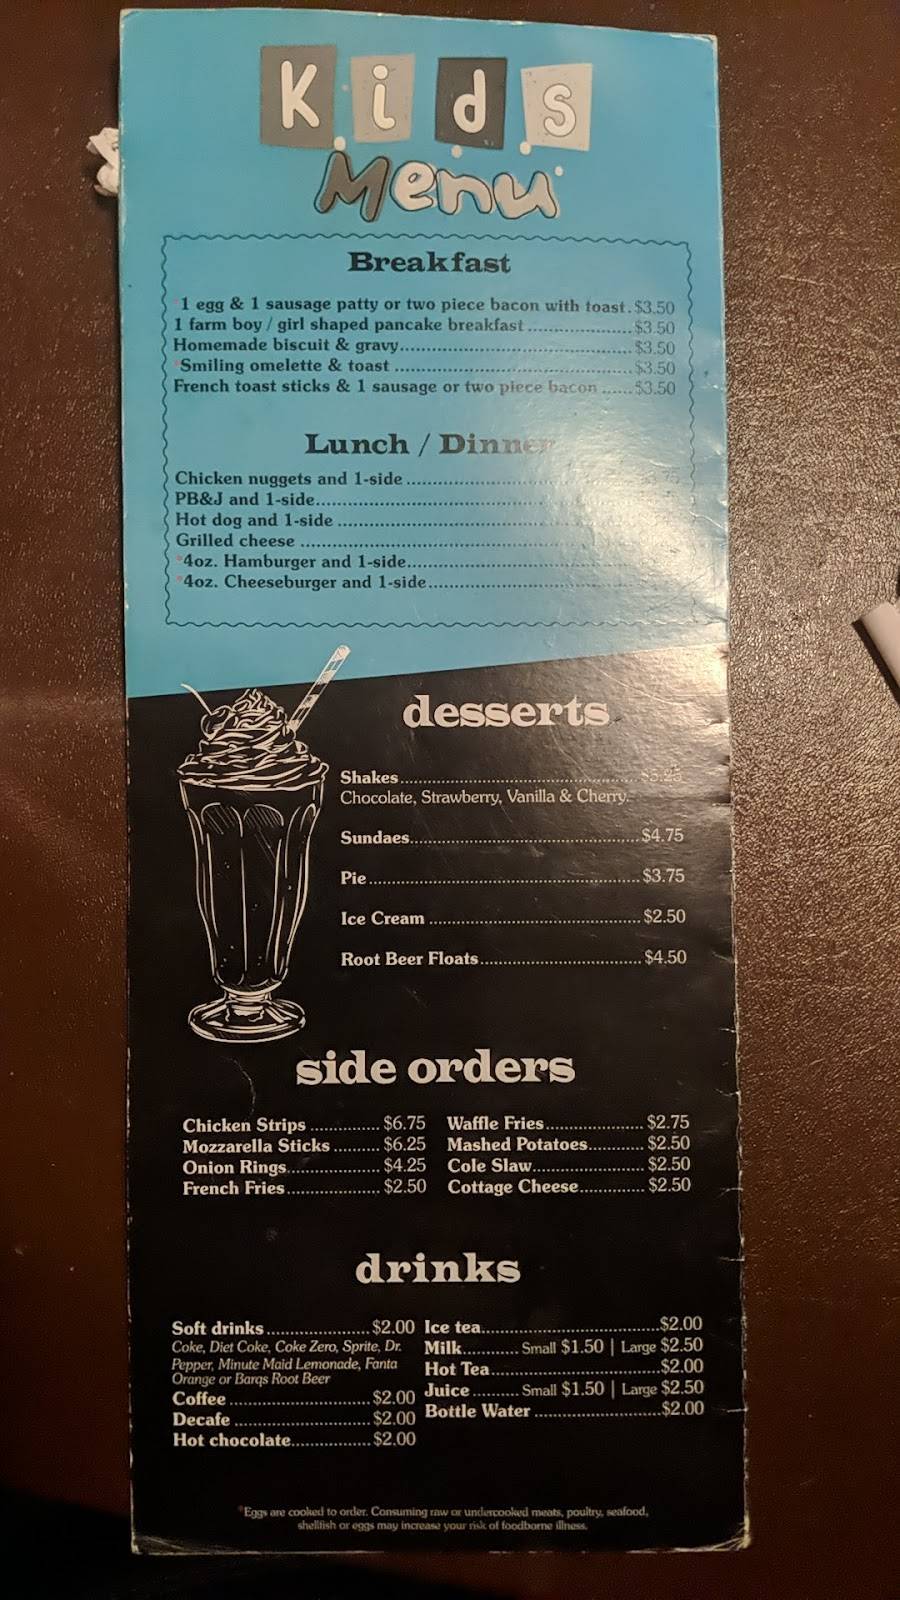 Kids
Menu
Breakfast
*1 egg & 1 sausage patty or two piece bacon with toast. $3.50
1 farm boy / girl shaped pancake breakfast .................... $3.50
Homemade biscuit & gravy............................................ $3.50
*Smiling omelette & toast ............................................. $3.50
French toast sticks & 1 sausage or two piece bacon ...... $3.50
Lunch / Dinner
Chicken nuggets and 1-side ....................................
PB&J and 1-side....................................
Hot dog and 1-side ....................................
Grilled cheese ....................................
*4oz. Hamburger and 1-side....................................
*4oz. Cheeseburger and 1-side....................................
desserts
Shakes.................................................. $5.25
Chocolate, Strawberry, Vanilla & Cherry.
Sundaes................................................ $4.75
Pie........................................................ $3.75
Ice Cream ............................................. $2.50
Root Beer Floats................................... $4.50
side orders
Chicken Strips .............. $6.75 Waffle Fries.................... $2.75
Mozzarella Sticks .......... $6.25 Mashed Potatoes........... $2.50
Onion Rings................... $4.25 Cole Slaw....................... $2.50
French Fries................... $2.50 Cottage Cheese............. $2.50
drinks
Soft drinks ..................... $2.00 Ice tea.....................................$2.00
Coke, Diet Coke, Coke Zero, Sprite, Dr. Milk............ Small $1.50 | Large $2.50
Pepper, Minute Maid Lemonade, Fanta Hot Tea...................................$2.00
Orange or Barqs Root Beer Juice .......... Small $1.50 | Large $2.50
Coffee ............................. $2.00 Bottle Water ..........................$2.00
Decafe ............................ $2.00
Hot chocolate................. $2.00
*Eggs are cooked to order. Consuming raw or undercooked meats, poultry, seafood,
shellfish or eggs may increase your risk of foodborne illness.